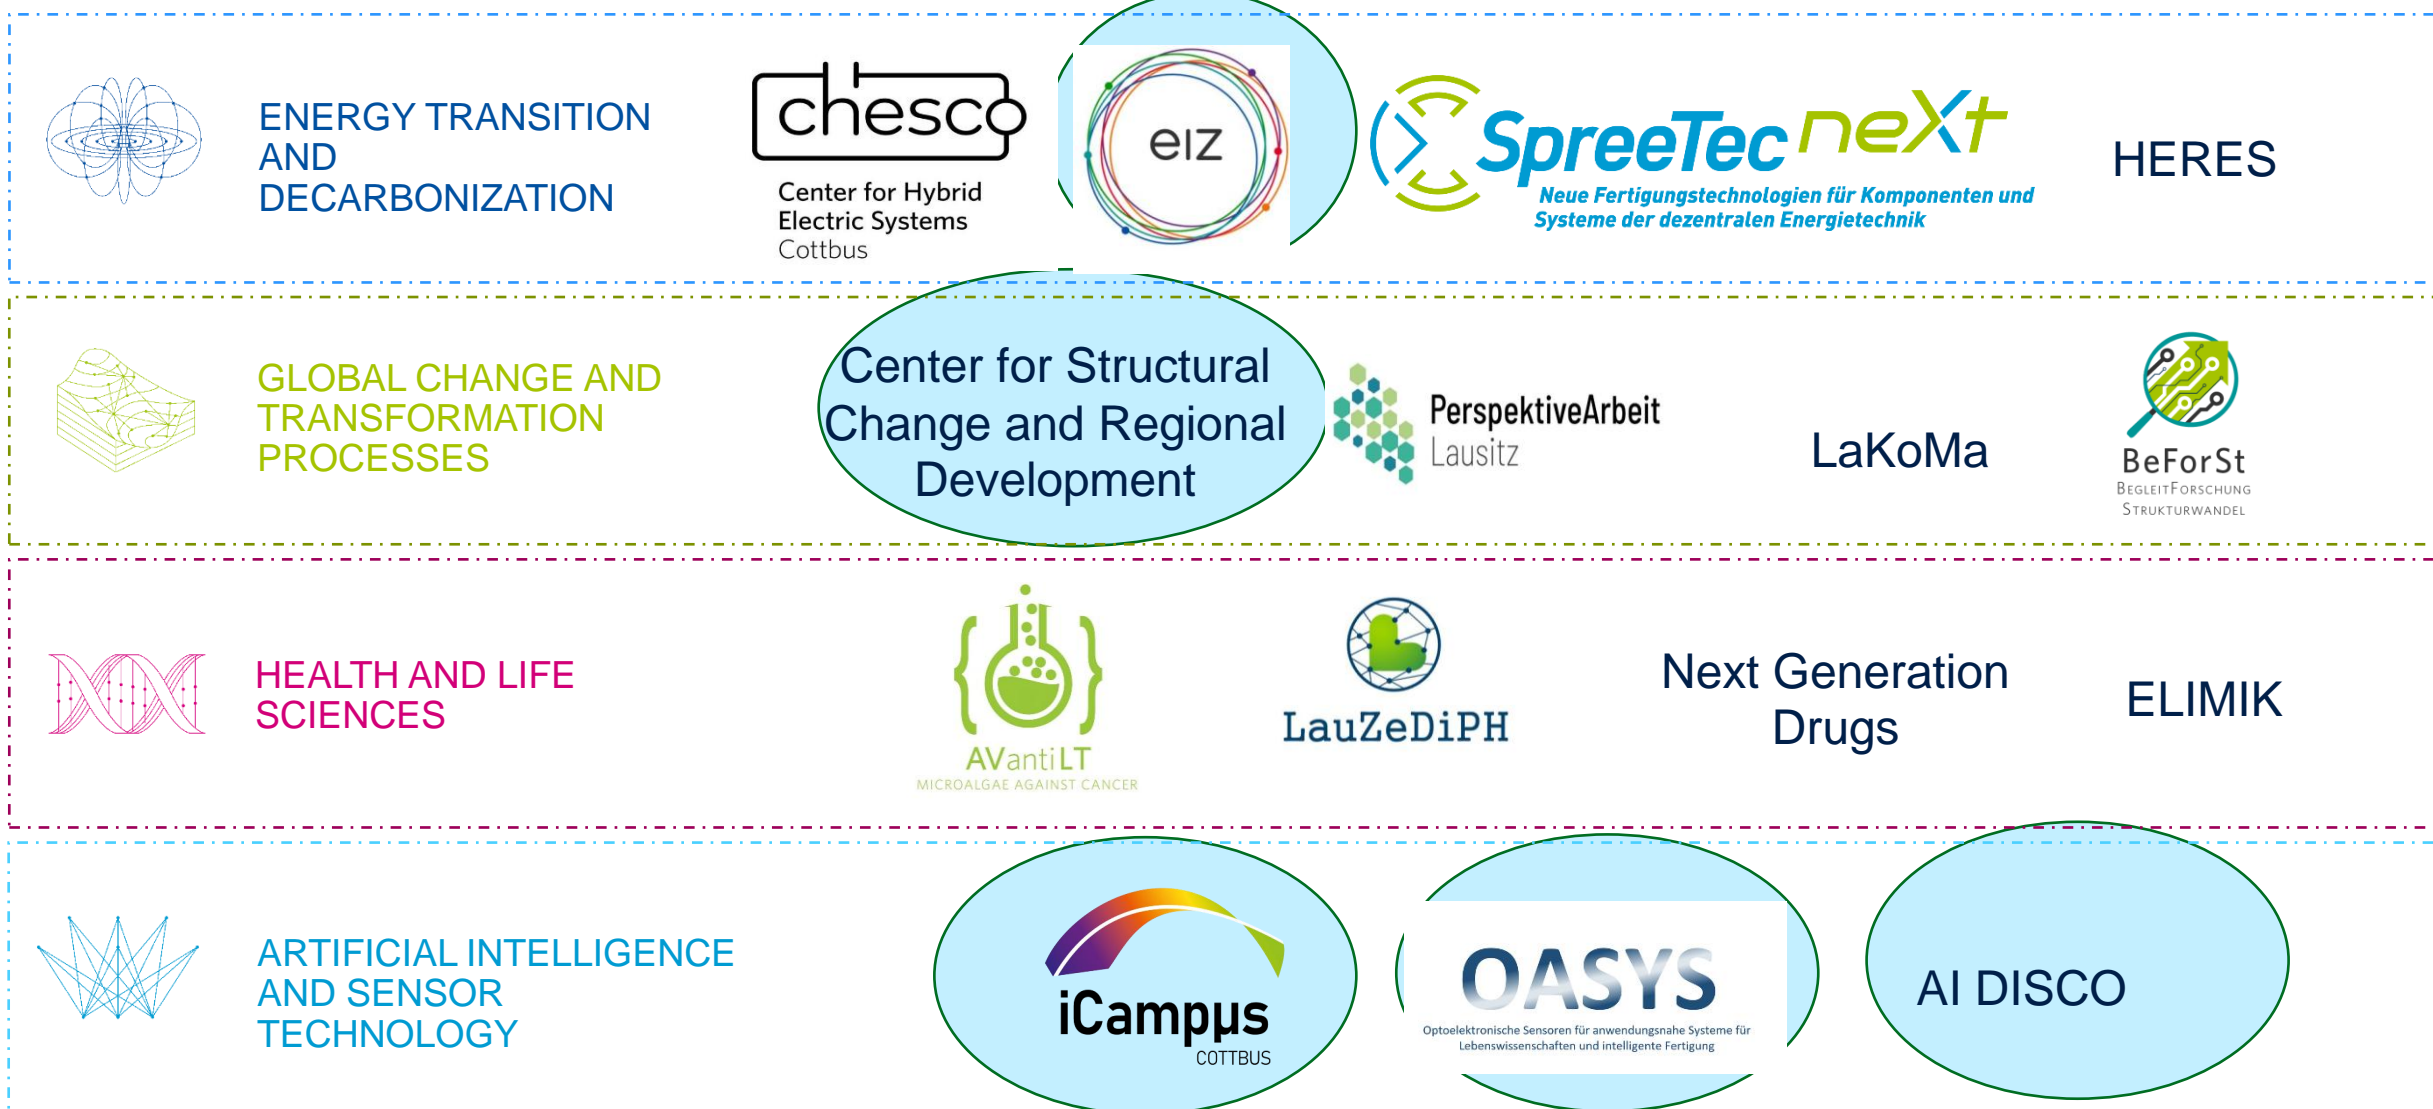 ENERGY TRANSITION
AND
DECARBONIZATION
chesco
Center for Hybrid
Electric Systems
Cottbus
eiz
SpreeTec neXt
Neue Fertigungstechnologien für Komponenten und
Systeme der dezentralen Energietechnik
HERES
GLOBAL CHANGE AND
TRANSFORMATION
PROCESSES
Center for Structural
Change and Regional
Development
PerspektiveArbeit
Lausitz
LaKoMa
BeForSt
BEGLEITFORSCHUNG
STRUKTURWANDEL
HEALTH AND LIFE
SCIENCES
AVantiLT
MICROALGAE AGAINST CANCER
LauZeDiPH
Next Generation
Drugs
ELIMIK
ARTIFICIAL INTELLIGENCE
AND SENSOR
TECHNOLOGY
iCampµs
COTTBUS
OASYS
Optoelektronische Sensoren für anwendungsnahe Systeme für
Lebenswissenschaften und intelligente Fertigung
AI DISCO